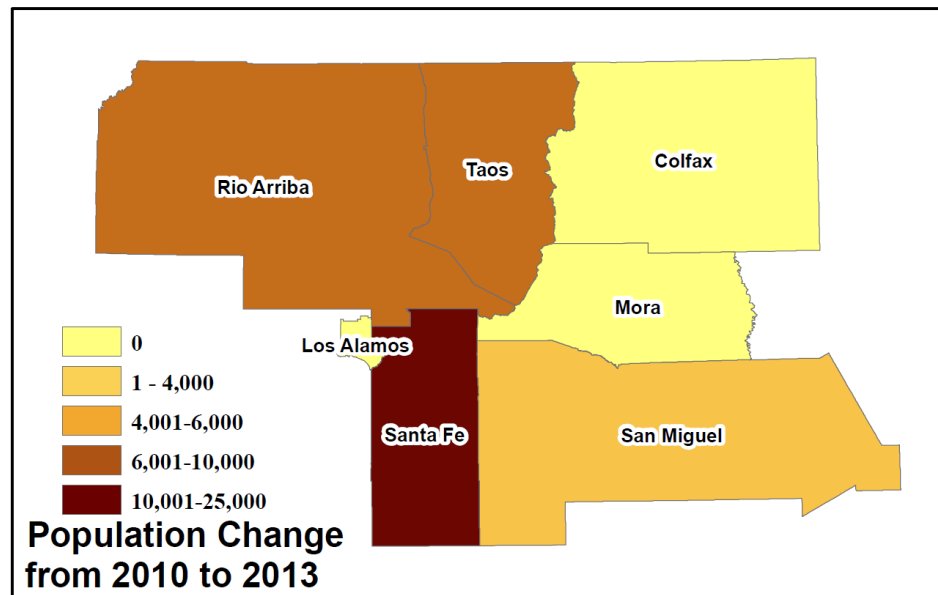 Colfax
Taos
Rio Arriba
Mora
Los Alamos
Santa Fe
San Miguel
0
1 - 4,000
4,001-6,000
6,001-10,000
10,001-25,000
Population Change
from 2010 to 2013